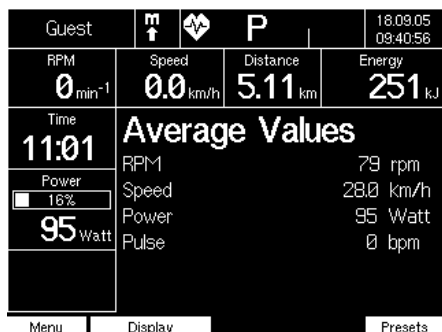 Guest m P 18.09.05
09:40:56
RPM Speed Distance Energy
0 min-1 0.0 km/h 5.11 km 251 kJ
Time
11:01
Average Values
RPM 79 rpm
Power
Speed 28.0 km/h
16%
Power 95 Watt
95 Watt
Pulse 0 bpm
Menu Display Presets